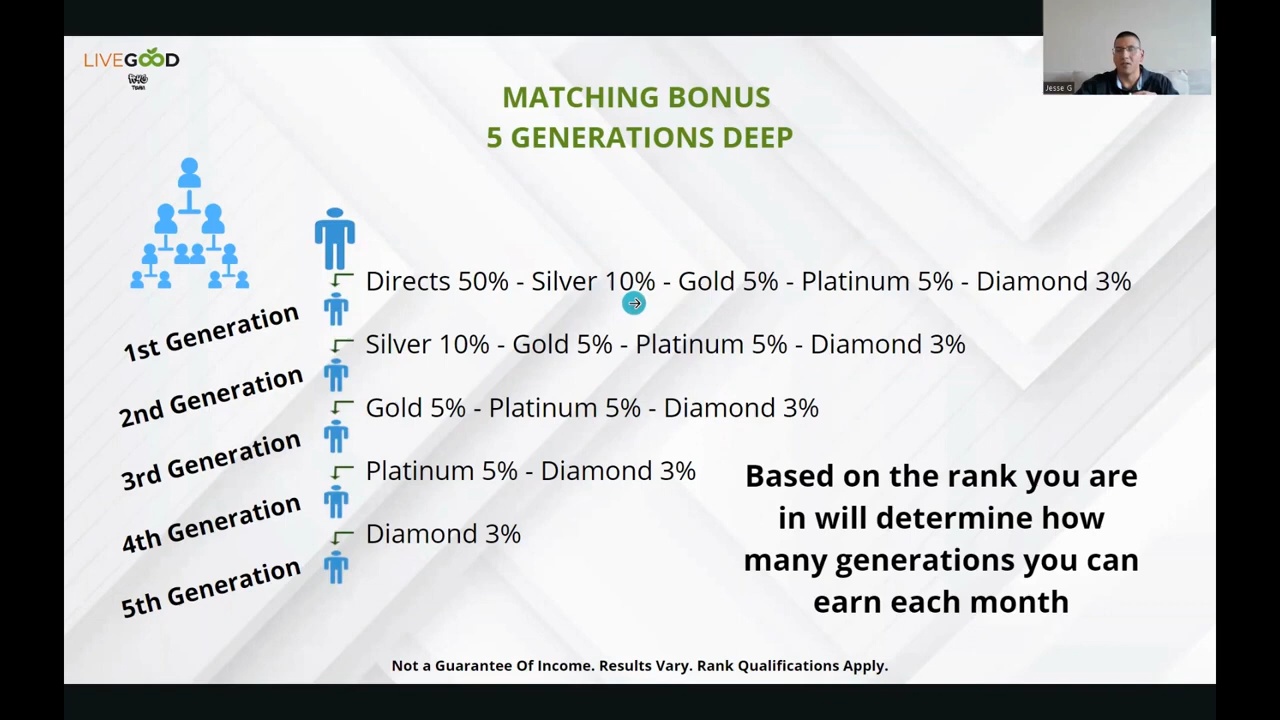 LIVEGOOD
TEAM
Jesse G
MATCHING BONUS
5 GENERATIONS DEEP
Directs 50% - Silver 10% - Gold 5% - Platinum 5% - Diamond 3%
1st Generation
Silver 10% - Gold 5% - Platinum 5% - Diamond 3%
2nd Generation
Gold 5% - Platinum 5% - Diamond 3%
3rd Generation
Platinum 5% - Diamond 3%
4th Generation
Diamond 3%
5th Generation
Based on the rank you are
in will determine how
many generations you can
earn each month
Not a Guarantee Of Income. Results Vary. Rank Qualifications Apply.